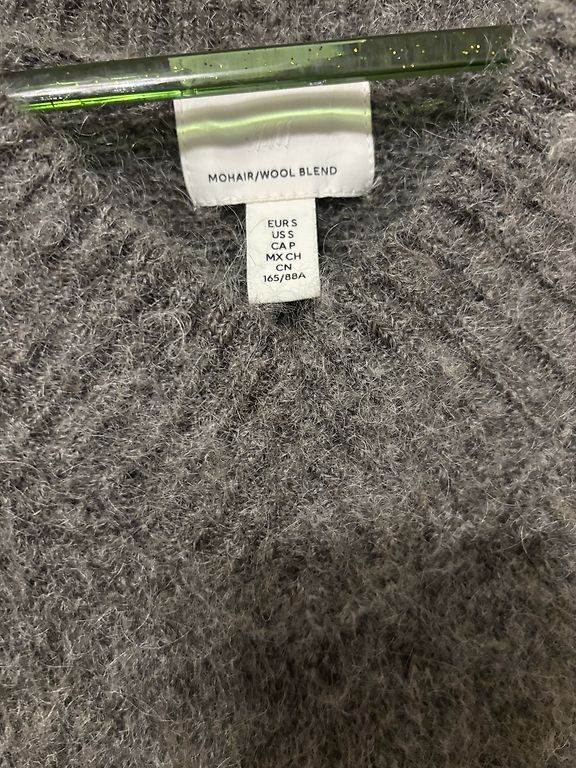 MOHAIR/WOOL BLEND
EUR S
US S
CA P
MX CH
CN
165/88A